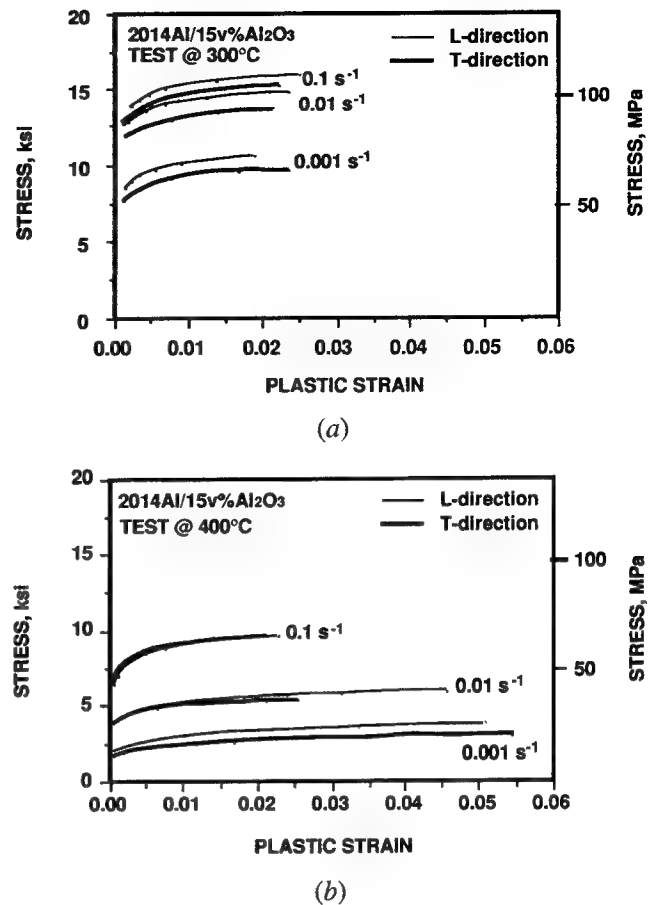 2014Al/15v%Al₂O₃
TEST @ 300°C
L-direction
T-direction
0.1 s⁻¹
0.01 s⁻¹
0.001 s⁻¹
20
15
10
5
0
100
50
STRESS, ksi
STRESS, MPa
0.00 0.01 0.02 0.03 0.04 0.05 0.06
PLASTIC STRAIN
(a)
2014Al/15v%Al₂O₃
TEST @ 400°C
L-direction
T-direction
0.1 s⁻¹
0.01 s⁻¹
0.001 s⁻¹
20
15
10
5
0
100
50
STRESS, ksi
STRESS, MPa
0.00 0.01 0.02 0.03 0.04 0.05 0.06
PLASTIC STRAIN
(b)